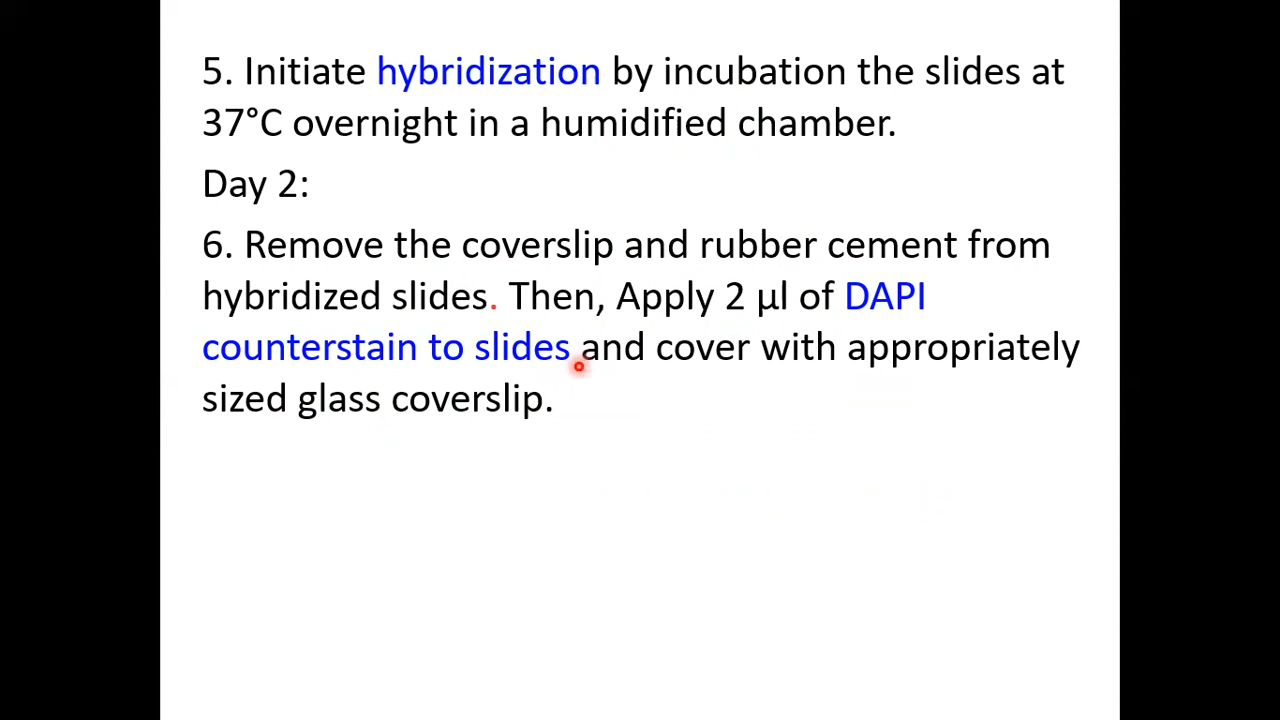 5. Initiate hybridization by incubation the slides at
37°C overnight in a humidified chamber.
Day 2:
6. Remove the coverslip and rubber cement from
hybridized slides. Then, Apply 2 µl of DAPI
counterstain to slides and cover with appropriately
sized glass coverslip.